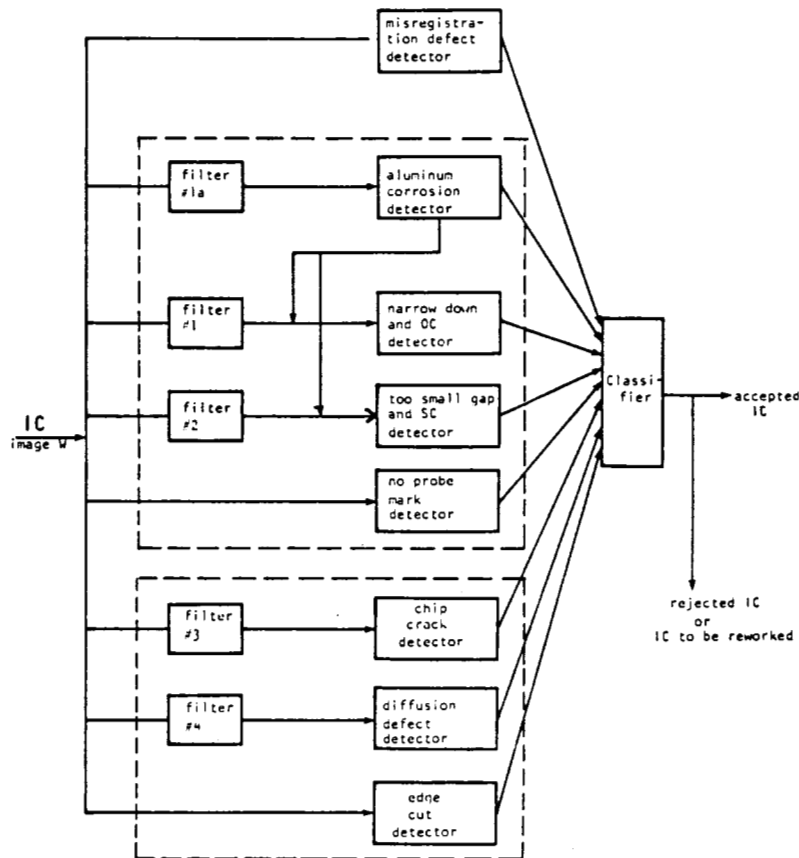 misregistra-
tion defect
detector
filter
#1a
aluminum
corrosion
detector
filter
#1
narrow down
and OC
detector
filter
#2
too small gap
and SC
detector
IC
image W
no probe
mark
detector
Classi-
fier
accepted
IC
rejected IC
or
IC to be reworked
filter
#3
chip
crack
detector
filter
#4
diffusion
defect
detector
edge
cut
detector